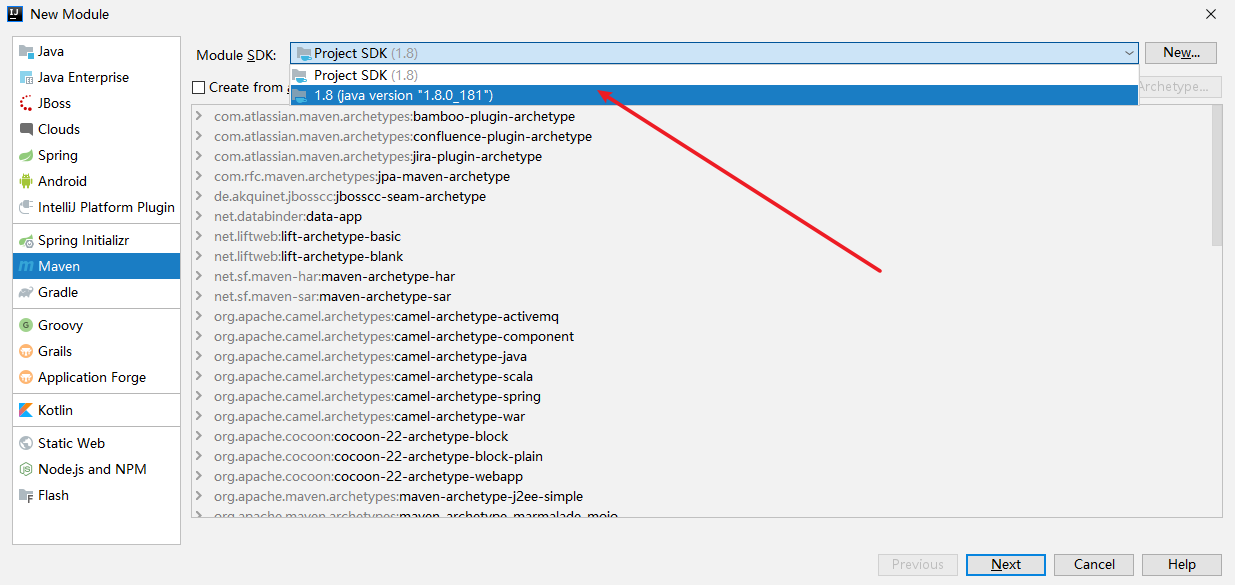 New Module
Java
Java Enterprise
JBoss
Clouds
Spring
Android
IntelliJ Platform Plugin
Spring Initializr
Maven
Gradle
Groovy
Grails
Application Forge
Kotlin
Static Web
Node.js and NPM
Flash
Module SDK: Project SDK (1.8) New...
Project SDK (1.8)
1.8 (java version "1.8.0_181")
Create from Archetype...
com.atlassian.maven.archetypes:bamboo-plugin-archetype
com.atlassian.maven.archetypes:confluence-plugin-archetype
com.atlassian.maven.archetypes:jira-plugin-archetype
com.rfc.maven.archetypes:jpa-maven-archetype
de.akquinet.jbosscc:jbosscc-seam-archetype
net.databinder:data-app
net.liftweb:lift-archetype-basic
net.liftweb:lift-archetype-blank
net.sf.maven-har:maven-archetype-har
net.sf.maven-sar:maven-archetype-sar
org.apache.camel.archetypes:camel-archetype-activemq
org.apache.camel.archetypes:camel-archetype-component
org.apache.camel.archetypes:camel-archetype-java
org.apache.camel.archetypes:camel-archetype-scala
org.apache.camel.archetypes:camel-archetype-spring
org.apache.camel.archetypes:camel-archetype-war
org.apache.cocoon:cocoon-22-archetype-block
org.apache.cocoon:cocoon-22-archetype-block-plain
org.apache.cocoon:cocoon-22-archetype-webapp
org.apache.maven.archetypes:maven-archetype-j2ee-simple
org.apache.maven.archetypes:maven-archetype-marmalade-mojo
Previous Next Cancel Help